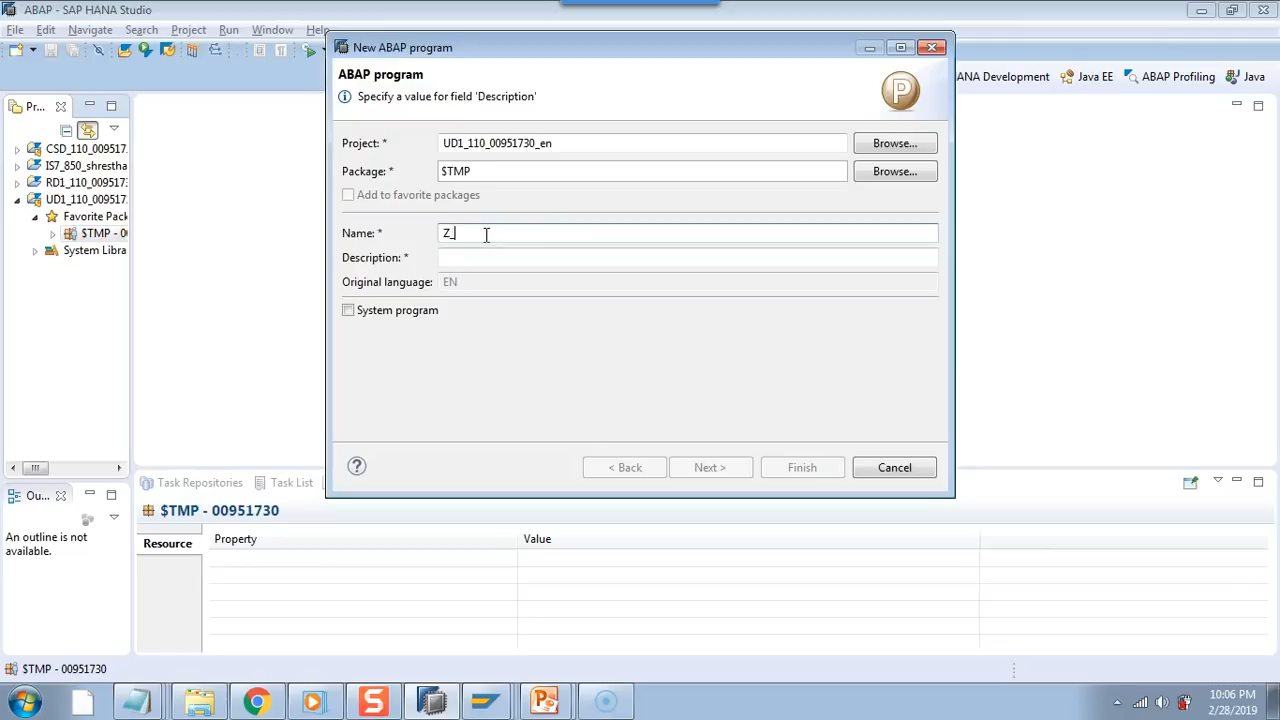 ABAP - SAP HANA Studio
File Edit Navigate Search Project Run Window Help
New ABAP program
ABAP program
Specify a value for field 'Description'
ANA Development Java EE ABAP Profiling Java
Pr...
CSD_110_009517
IS7_850_shrestha
RD1_110_009517
UD1_110_009517
Favorite Pack
$TMP - 0
System Libra
Project: * UD1_110_00951730_en Browse...
Package: * $TMP Browse...
Add to favorite packages
Name: * Z_
Description: *
Original language: EN
System program
? < Back Next > Finish Cancel
Ou...
An outline is not
available.
Task Repositories Task List
$TMP - 00951730
Resource Property Value
$TMP - 00951730
10:06 PM
2/28/2019